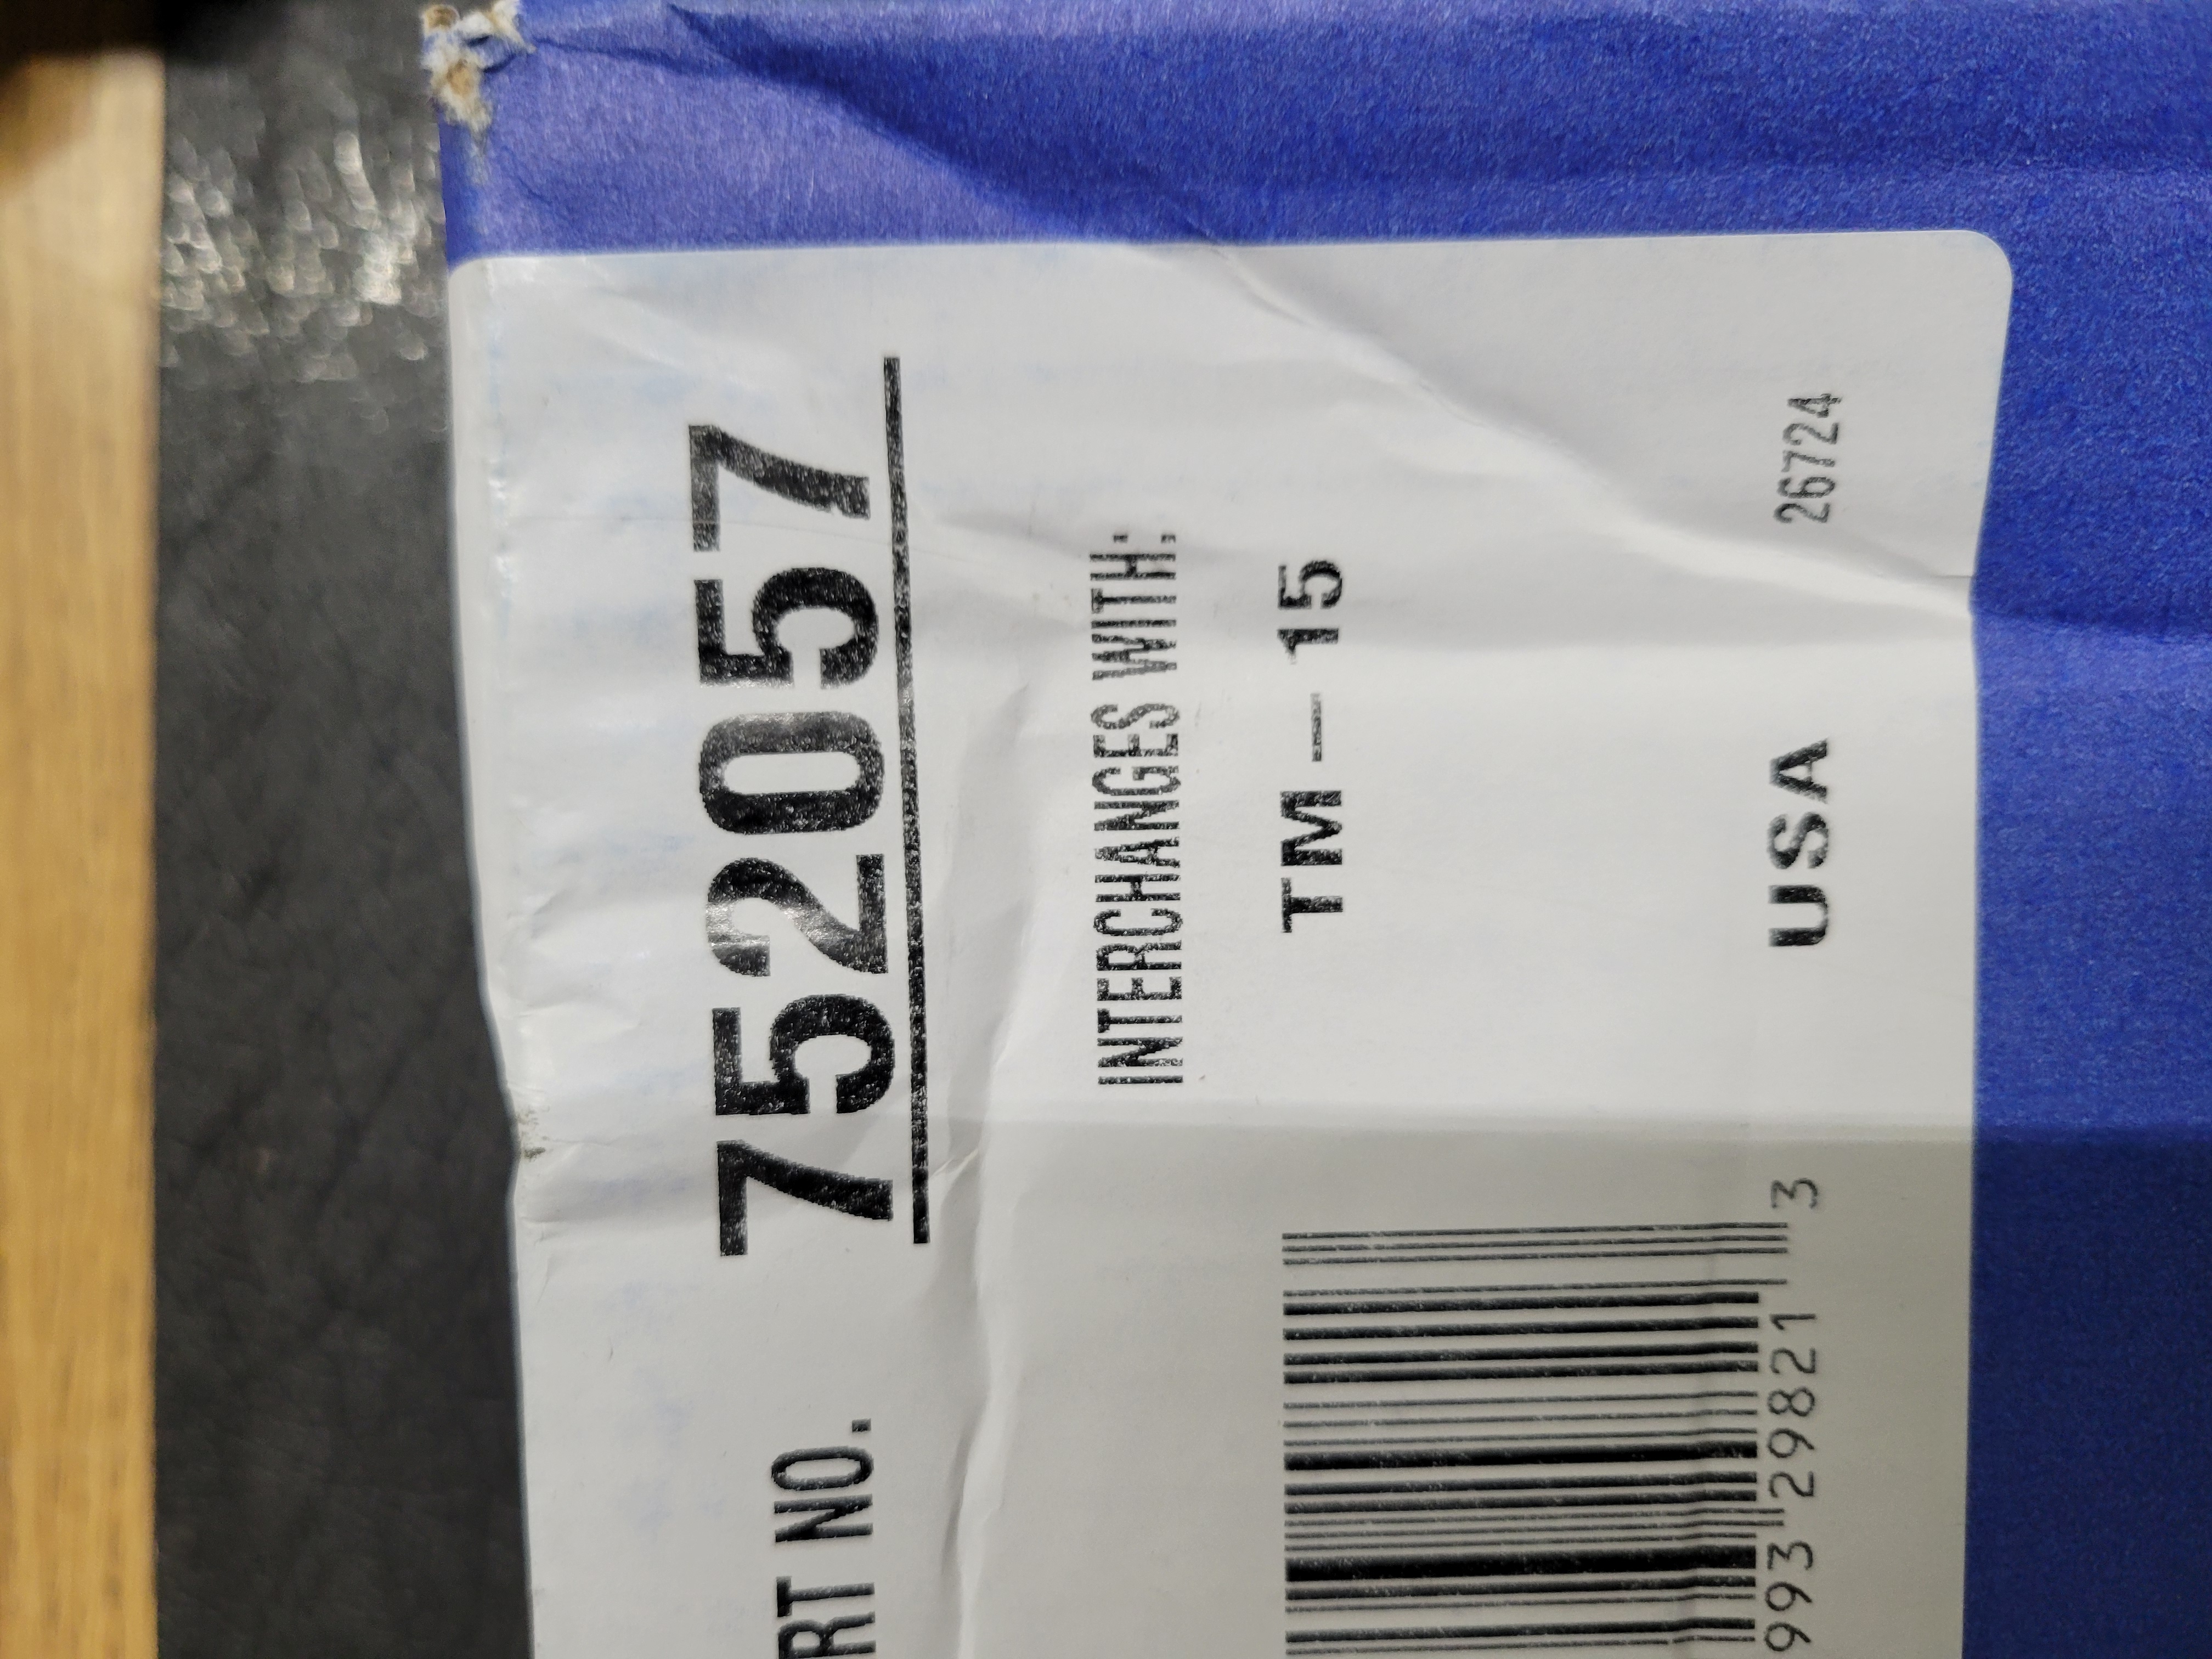 RT NO. 752057
INTERCHANGES WITH:
TM - 15
993 29821 3
USA
26724